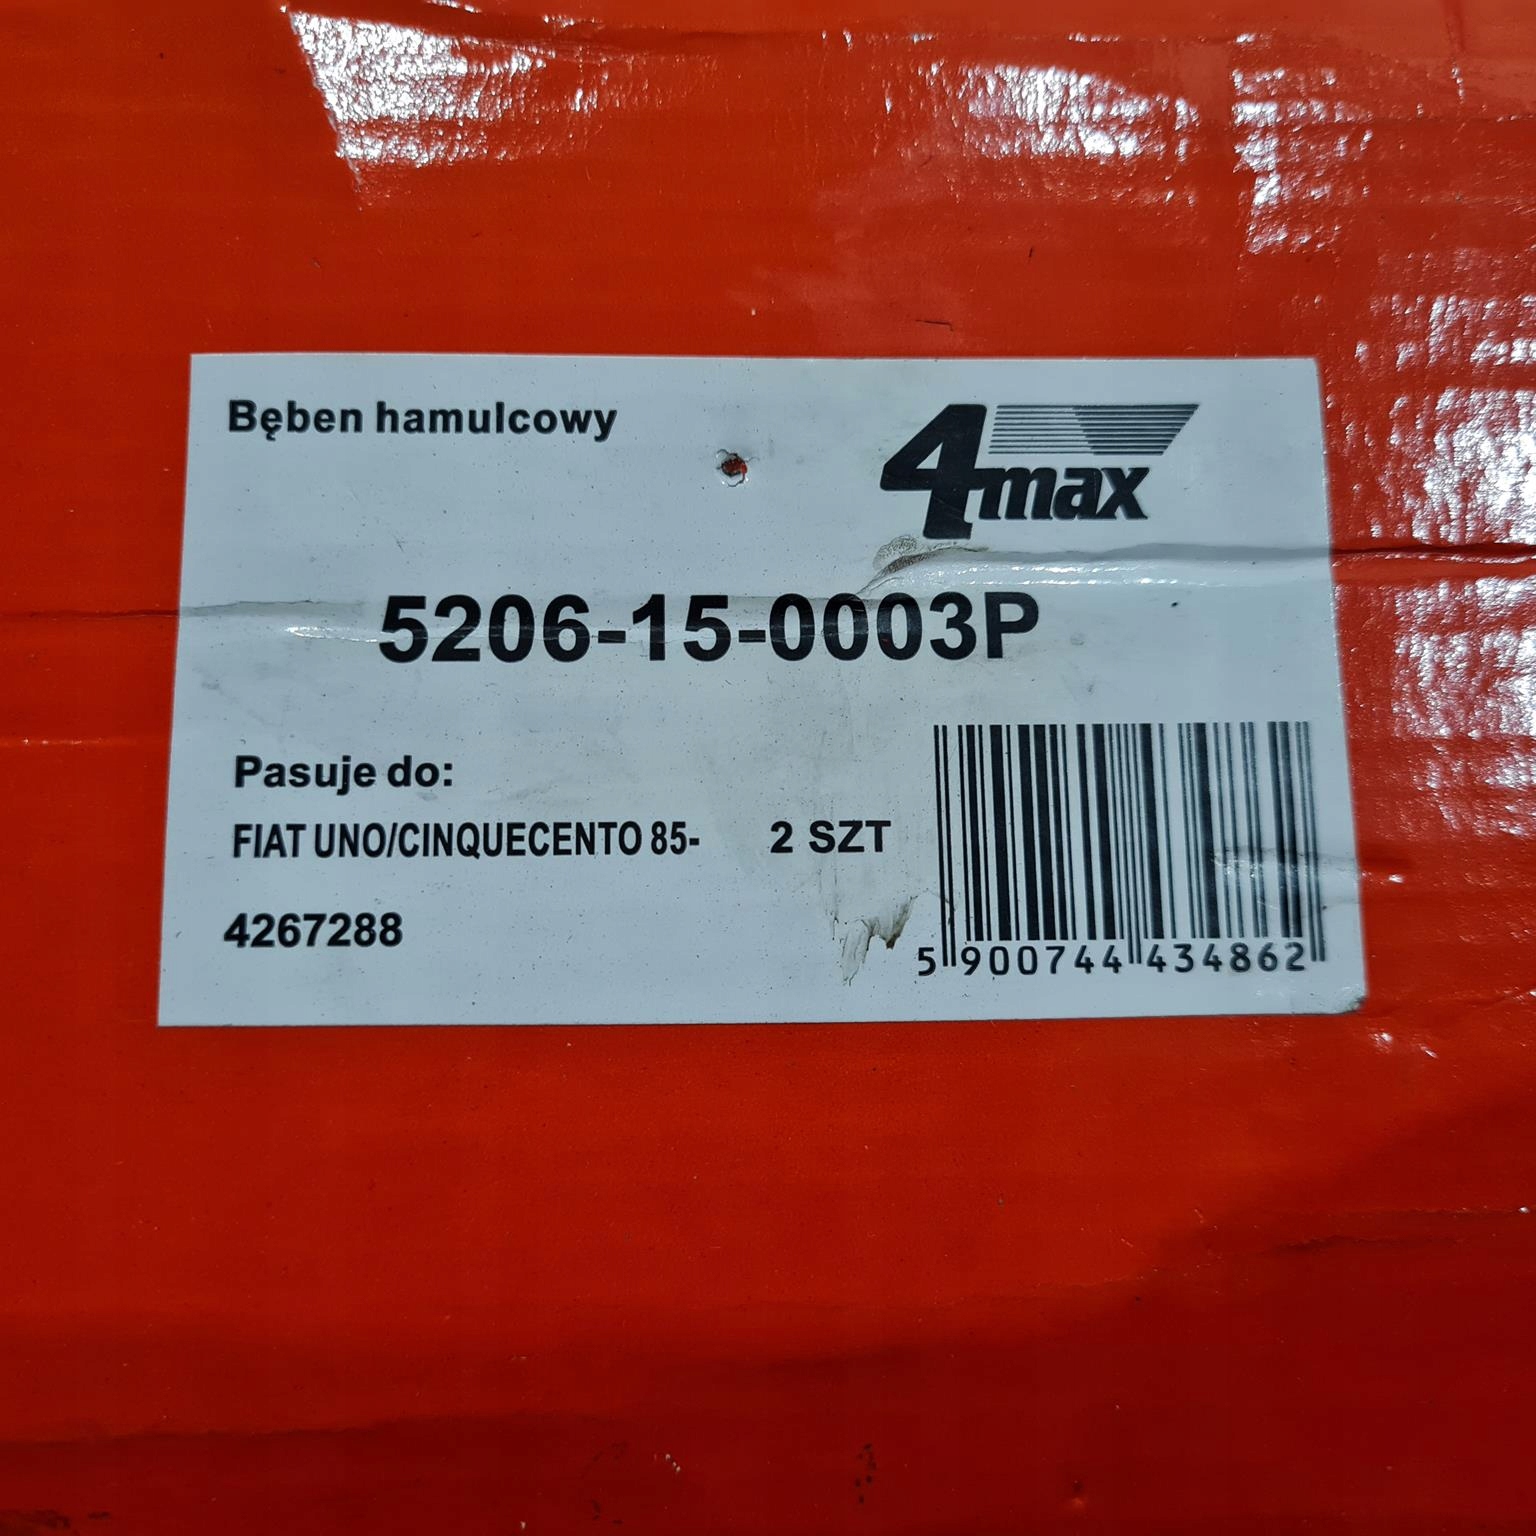 Bęben hamulcowy
4max
5206-15-0003P
Pasuje do:
FIAT UNO/CINQUECENTO 85- 2 SZT
4267288
5 900744 434862